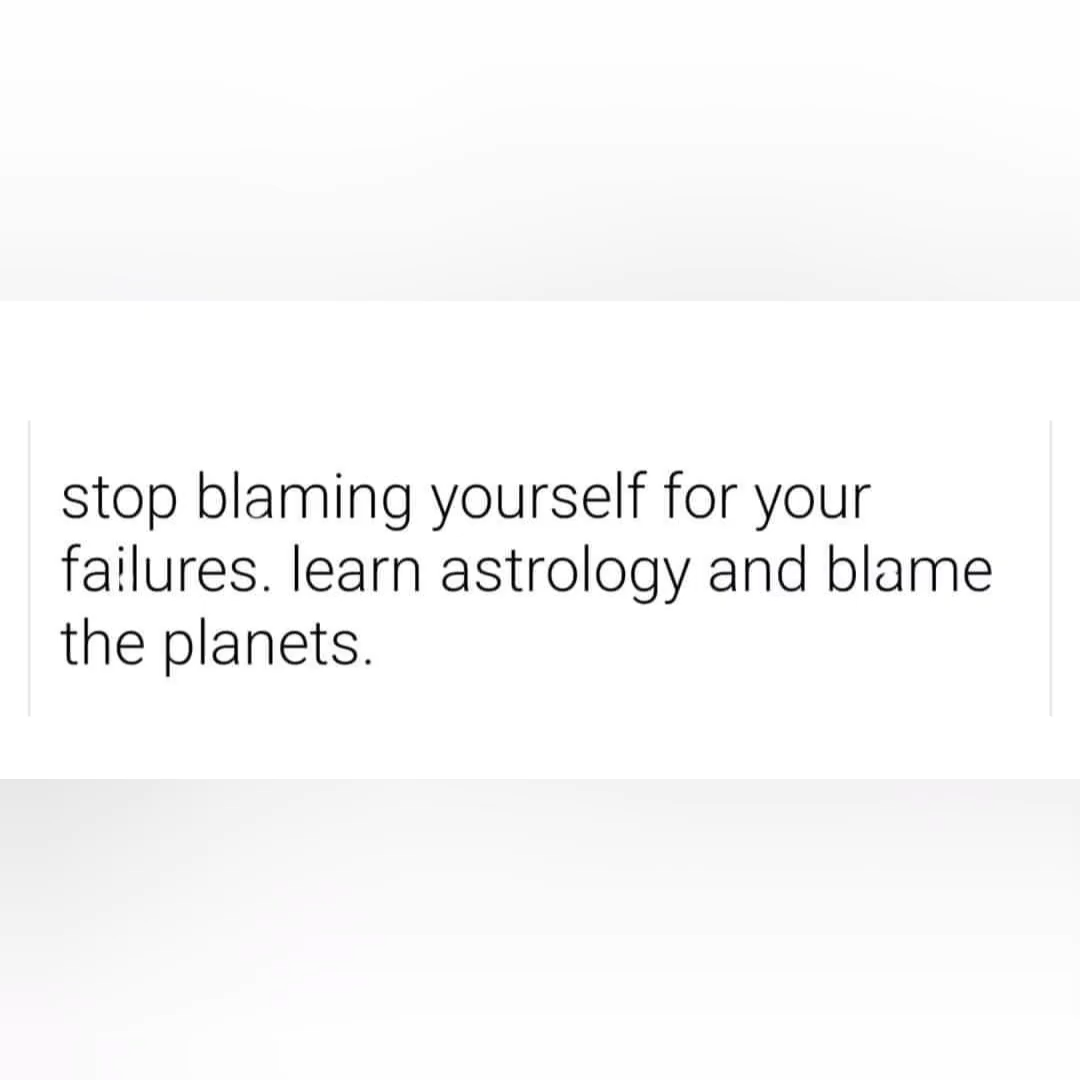 stop blaming yourself for your
failures. learn astrology and blame
the planets.